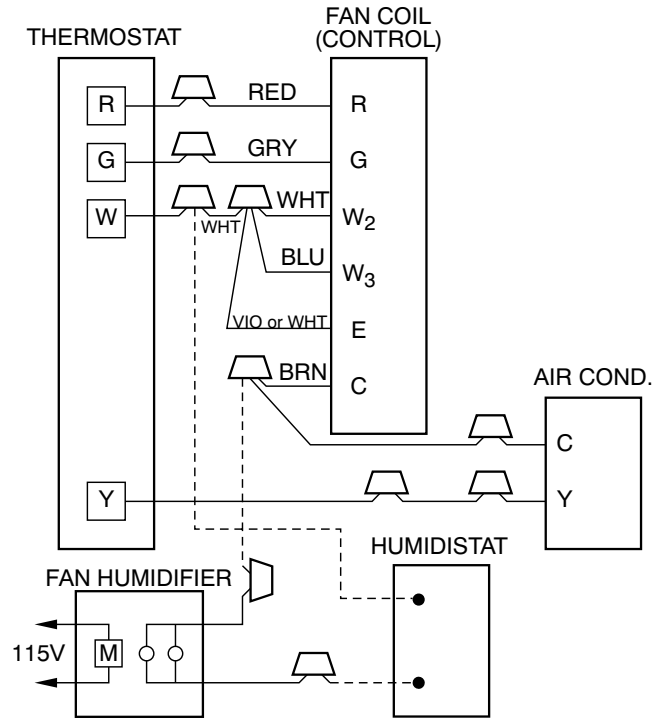 FAN COIL
(CONTROL)
THERMOSTAT
R RED R
G GRY G
W WHT WHT W2
BLU W3
VIO or WHT E
BRN C
AIR COND.
C
Y Y
HUMIDISTAT
FAN HUMIDIFIER
115V M